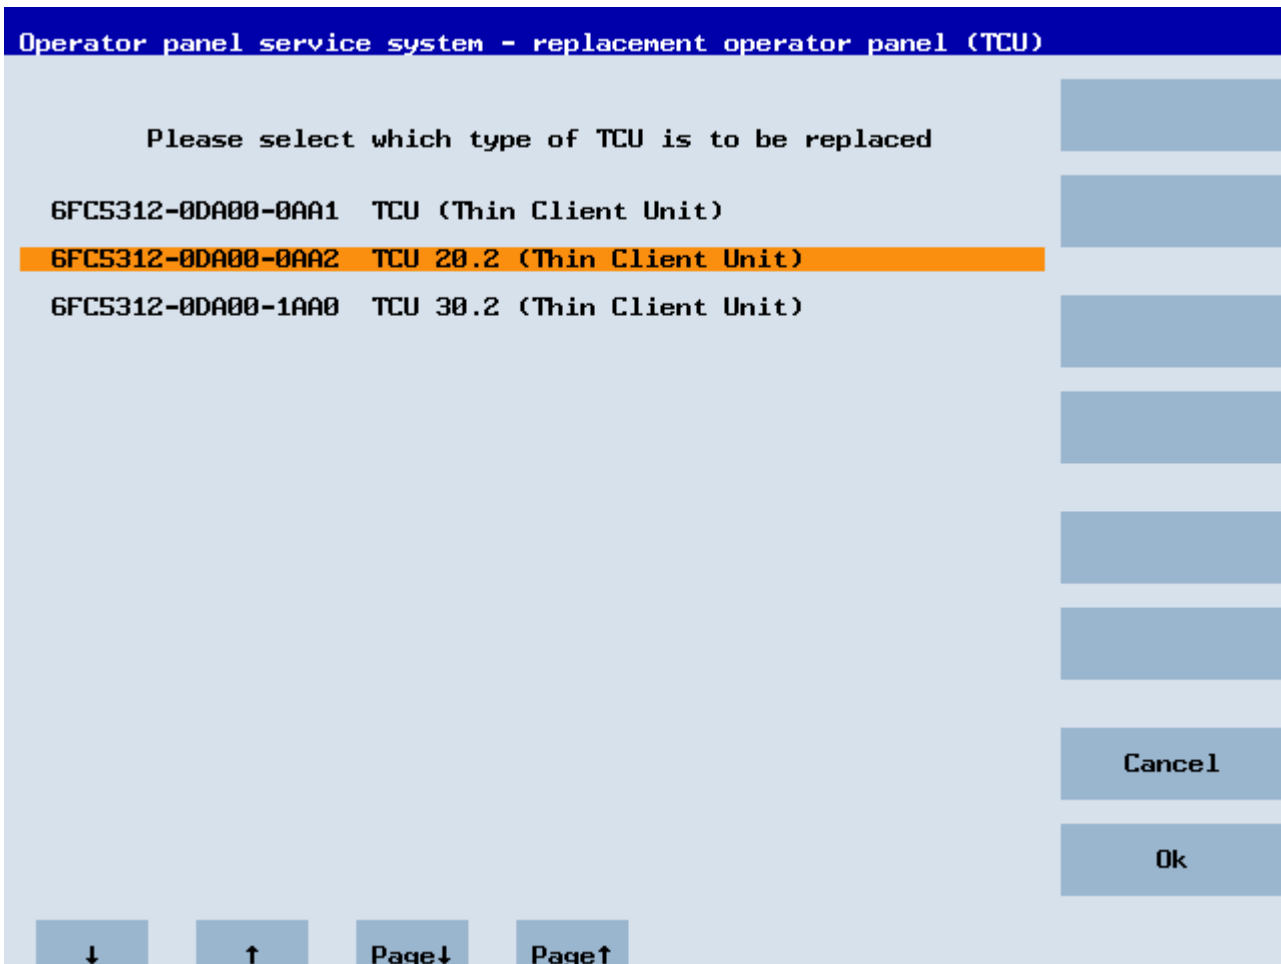 Operator panel service system - replacement operator panel (TCU)
Please select which type of TCU is to be replaced
6FC5312-0DA00-0AA1 TCU (Thin Client Unit)
6FC5312-0DA00-0AA2 TCU 20.2 (Thin Client Unit)
6FC5312-0DA00-1AA0 TCU 30.2 (Thin Client Unit)
Cancel
Ok
↓ ↑ Page↓ Page↑